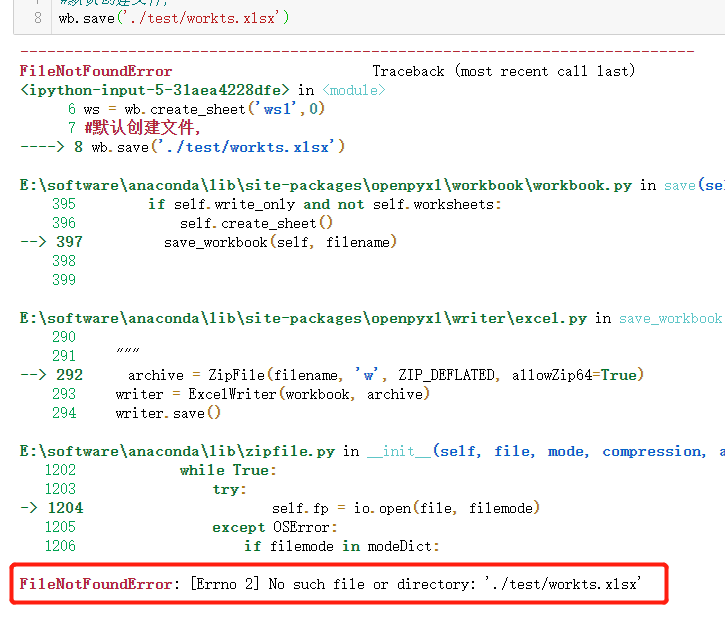 7 #默认创建文件,
8 wb.save('./test/workts.xlsx')
---------------------------------------------------------------------------
FileNotFoundError                         Traceback (most recent call last)
<ipython-input-5-31aea4228dfe> in <module>
      6 ws = wb.create_sheet('ws1',0)
      7 #默认创建文件,
----> 8 wb.save('./test/workts.xlsx')
E:\software\anaconda\lib\site-packages\openpyxl\workbook\workbook.py in save(se
    395         if self.write_only and not self.worksheets:
    396             self.create_sheet()
--> 397         save_workbook(self, filename)
    398
    399
E:\software\anaconda\lib\site-packages\openpyxl\writer\excel.py in save_workbook
    290
    291     """
--> 292     archive = ZipFile(filename, 'w', ZIP_DEFLATED, allowZip64=True)
    293     writer = ExcelWriter(workbook, archive)
    294     writer.save()
E:\software\anaconda\lib\zipfile.py in __init__(self, file, mode, compression, a
   1202             while True:
   1203                 try:
-> 1204                     self.fp = io.open(file, filemode)
   1205                 except OSError:
   1206                     if filemode in modeDict:
FileNotFoundError: [Errno 2] No such file or directory: './test/workts.xlsx'